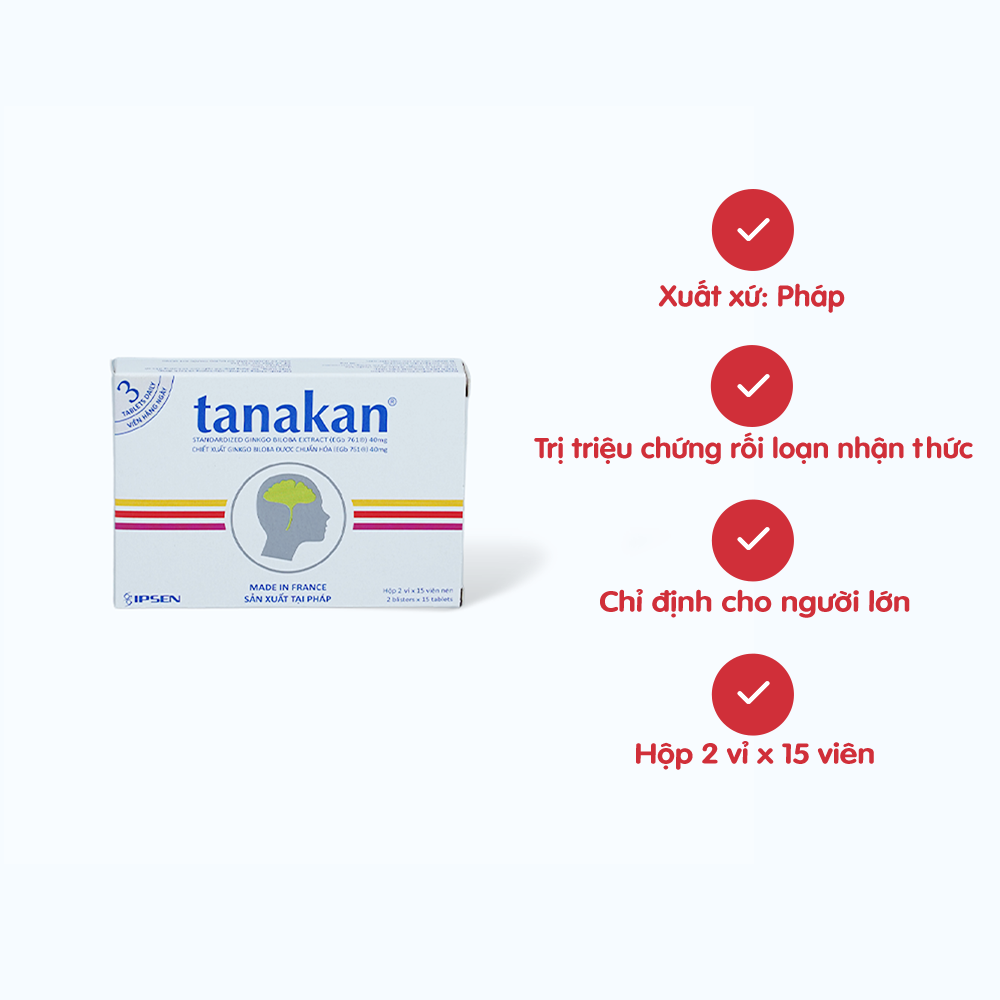 3
TABLETS DAILY
VIÊN HÀNG NGÀY
tanakan®
STANDARDIZED GINKGO BILOBA EXTRACT (EGb 761®) 40mg
CHIẾT XUẤT GINKGO BILOBA ĐƯỢC CHUẨN HÓA (EGb 761®) 40mg
MADE IN FRANCE
SẢN XUẤT TẠI PHÁP
IPSEN
Hộp 2 vỉ x 15 viên nén
2 blisters x 15 tablets
Xuất xứ: Pháp
Trị triệu chứng rối loạn nhận thức
Chỉ định cho người lớn
Hộp 2 vỉ x 15 viên